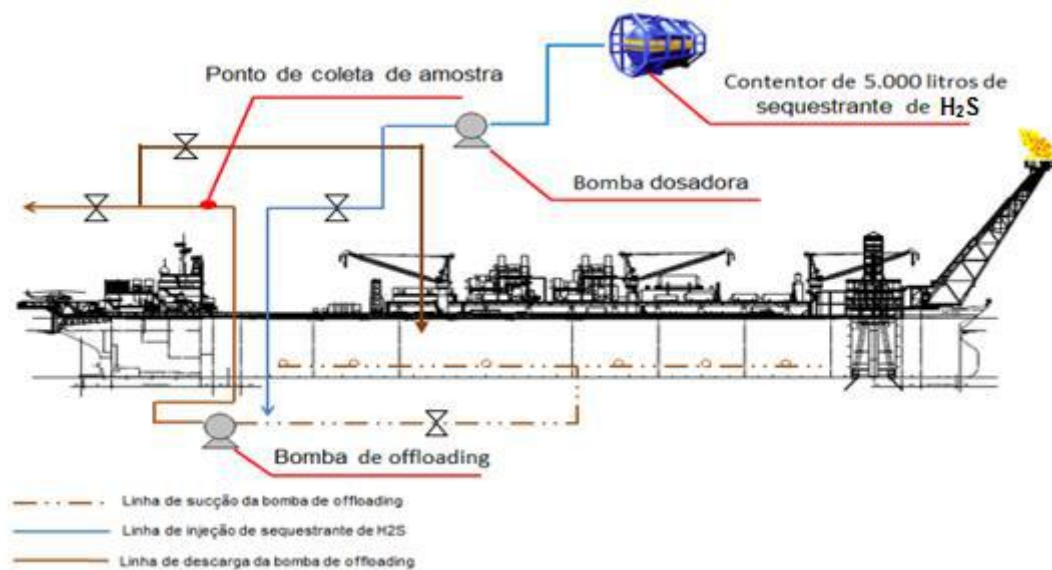 Ponto de coleta de amostra
Contentor de 5.000 litros de
sequestrante de H₂S
Bomba dosadora
Bomba de offloading
Linha de sucção da bomba de offloading
Linha de injeção de sequestrante de H2S
Linha de descarga da bomba de offloading